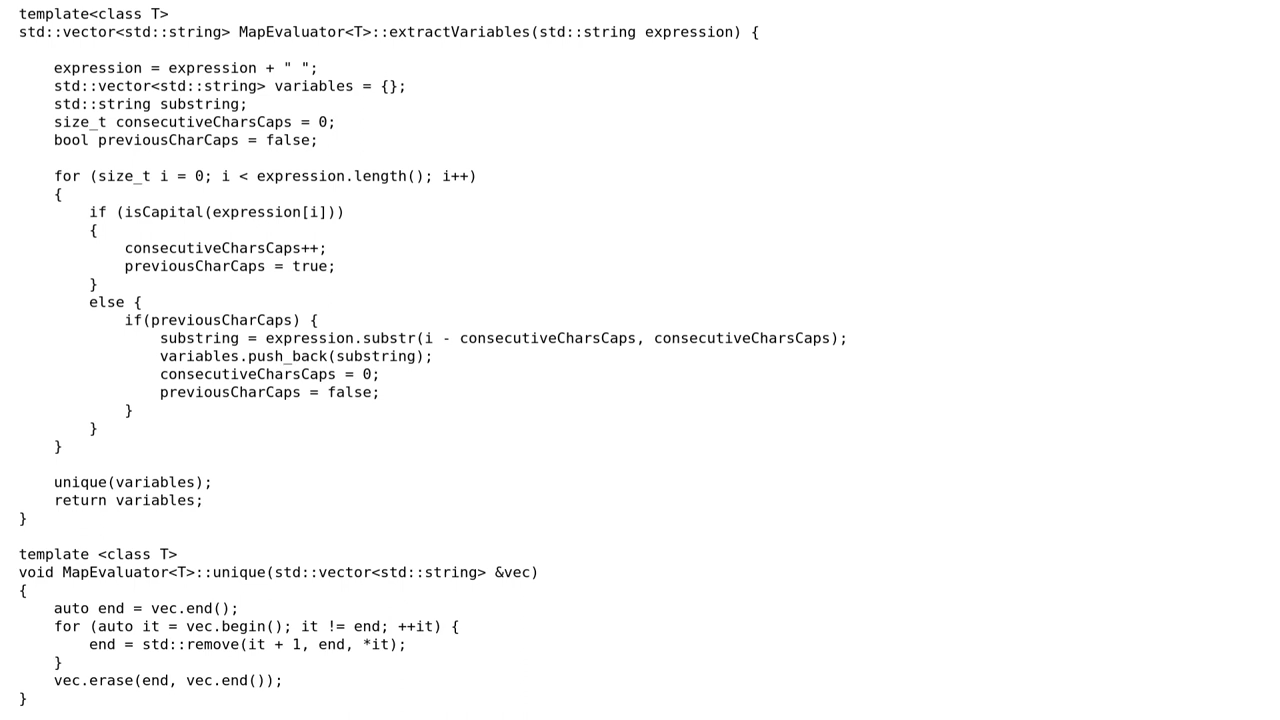 template<class T>
std::vector<std::string> MapEvaluator<T>::extractVariables(std::string expression) {

    expression = expression + " ";
    std::vector<std::string> variables = {};
    std::string substring;
    size_t consecutiveCharsCaps = 0;
    bool previousCharCaps = false;

    for (size_t i = 0; i < expression.length(); i++)
    {
        if (isCapital(expression[i]))
        {
            consecutiveCharsCaps++;
            previousCharCaps = true;
        }
        else {
            if(previousCharCaps) {
                substring = expression.substr(i - consecutiveCharsCaps, consecutiveCharsCaps);
                variables.push_back(substring);
                consecutiveCharsCaps = 0;
                previousCharCaps = false;
            }
        }
    }

    unique(variables);
    return variables;
}

template <class T>
void MapEvaluator<T>::unique(std::vector<std::string> &vec)
{
    auto end = vec.end();
    for (auto it = vec.begin(); it != end; ++it) {
        end = std::remove(it + 1, end, *it);
    }
    vec.erase(end, vec.end());
}